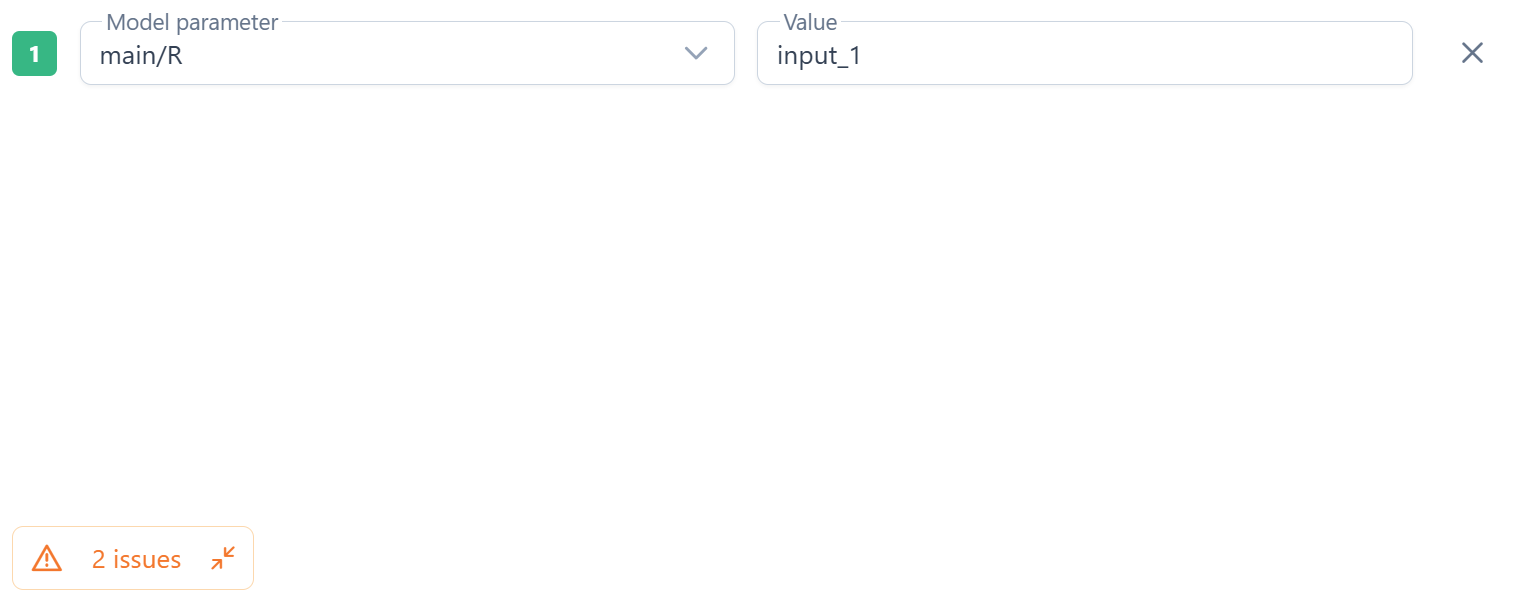 Model parameter
Value
1
main/R
input_1
2 issues